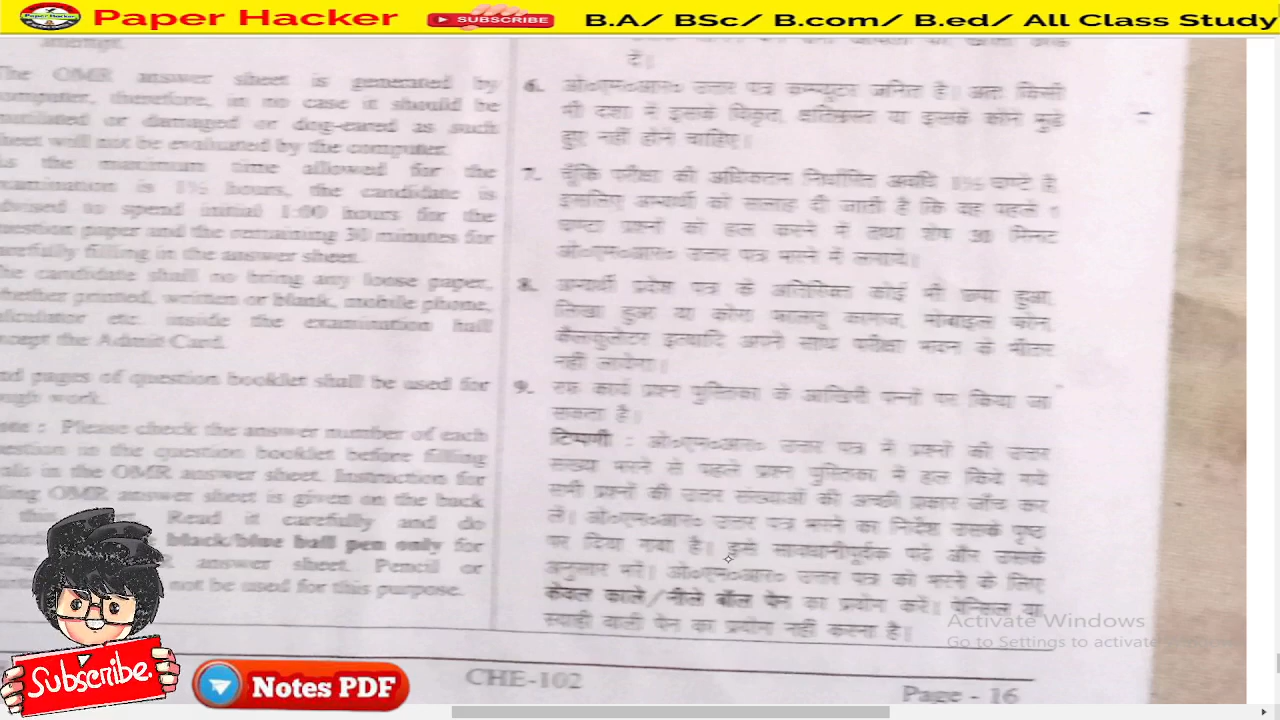 Paper Hacker
SUBSCRIBE
B.A/ BSc/ B.com/ B.ed/ All Class Study
attempt.
The OMR answer sheet is generated by
computer, therefore, in no case it should be
mutilated or damaged or dog-eared as such
sheet will not be evaluated by the computer.
As the maximum time allowed for the
examination is 1½ hours, the candidate is
advised to spend initial 1:00 hours for the
question paper and the remaining 30 minutes for
carefully filling in the answer sheet.
The candidate shall no bring any loose paper,
whether printed, written or blank, mobile phone,
calculator etc. inside the examination hall
except the Admit Card.
End pages of question booklet shall be used for
rough work.
Please check the answer number of each
question in the question booklet before filling
in the OMR answer sheet. Instruction for
filling OMR answer sheet is given on the back
this Read it carefully and do
black/blue ball pen only for
answer sheet. Pencil or
not be used for this purpose.
दें।
6. ओ०एम०आर० उत्तर पत्र कम्प्यूटर जनित है। अतः किसी
भी दशा में इसके विकृत, क्षतिग्रस्त या इसके कोने मुड़े
हुए नहीं होने चाहिए।
7. चूँकि परीक्षा की अधिकतम निर्धारित अवधि 1½ घण्टे है,
इसलिए अभ्यर्थी को सलाह दी जाती है कि वह पहले 1
घण्टा प्रश्नों को हल करने में तथा शेष 30 मिनट
ओ०एम०आर० उत्तर पत्र भरने में लगाये।
8. अभ्यर्थी प्रवेश पत्र के अतिरिक्त कोई भी छपा हुआ,
लिखा हुआ या कोरा फालतू कागज, मोबाइल फोन,
कैलकुलेटर इत्यादि अपने साथ परीक्षा भवन के भीतर
नहीं लायेगा।
9. रफ कार्य प्रश्न पुस्तिका के आखिरी पन्नों पर किया जा
सकता है।
टिप्पणी : ओ०एम०आर० उत्तर पत्र में प्रश्नों की उत्तर
संख्या भरने से पहले प्रश्न पुस्तिका में हल किये गये
सभी प्रश्नों की उत्तर संख्याओं की अच्छी प्रकार जाँच कर
लें। ओ०एम०आर० उत्तर पत्र भरने का निर्देश उसके पृष्ठ
पर दिया गया है। इसे सावधानीपूर्वक पढें और उसके
अनुसार भरें। ओ०एम०आर० उत्तर पत्र को भरने के लिए
केवल काले/नीले बॉल पेन का प्रयोग करें। पेन्सिल या
स्याही वाली पेन का प्रयोग नहीं करना है।
Activate Windows
Go to Settings to activate
Subscribe.
Notes PDF
CHE-102
Page - 16